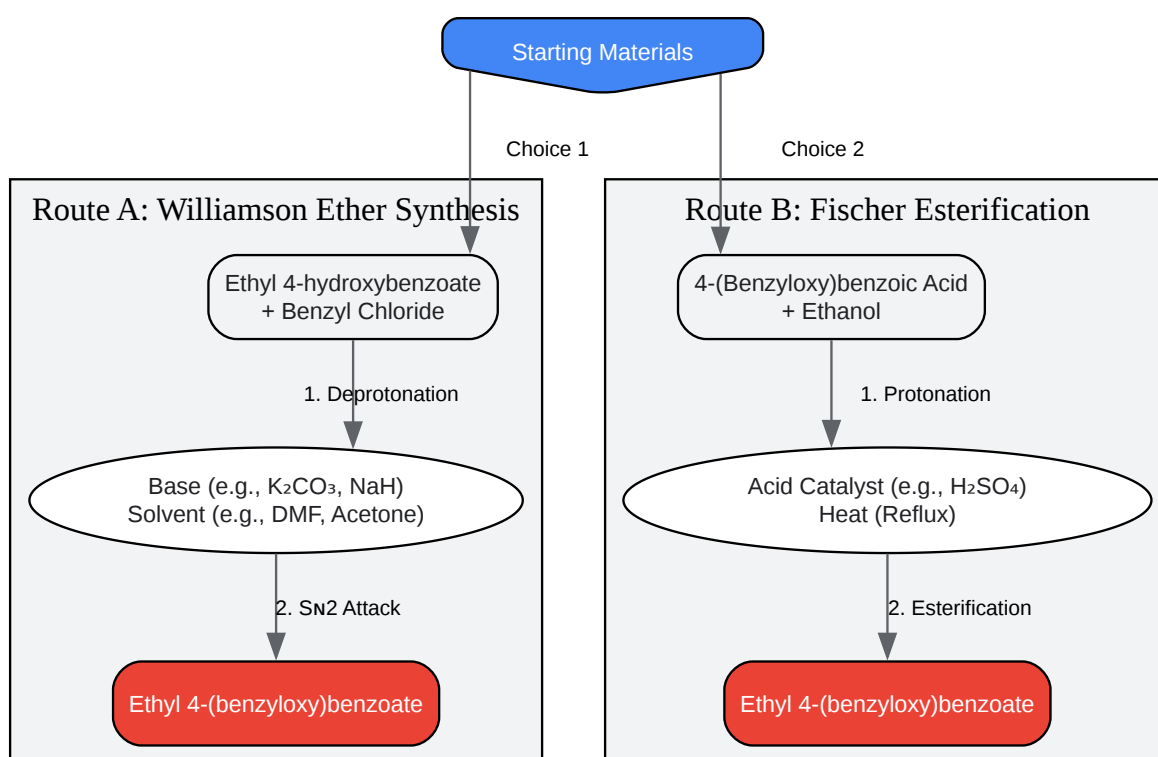 Starting Materials
Choice 1
Choice 2
Route A: Williamson Ether Synthesis
Ethyl 4-hydroxybenzoate
+ Benzyl Chloride
1. Deprotonation
Base (e.g., K₂CO₃, NaH)
Solvent (e.g., DMF, Acetone)
2. Sɴ2 Attack
Ethyl 4-(benzyloxy)benzoate
Route B: Fischer Esterification
4-(Benzyloxy)benzoic Acid
+ Ethanol
1. Protonation
Acid Catalyst (e.g., H₂SO₄)
Heat (Reflux)
2. Esterification
Ethyl 4-(benzyloxy)benzoate